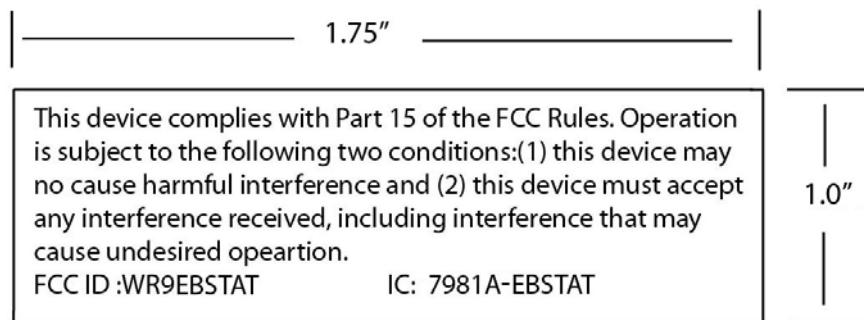 1.75”
This device complies with Part 15 of the FCC Rules. Operation
is subject to the following two conditions:(1) this device may
no cause harmful interference and (2) this device must accept
any interference received, including interference that may
cause undesired opeartion.
FCC ID :WR9EBSTAT IC: 7981A-EBSTAT
1.0”